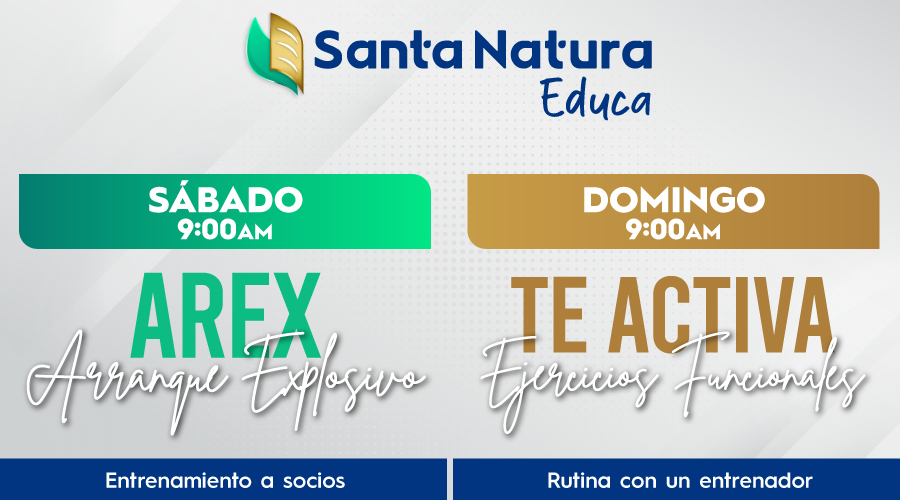 Santa Natura
Educa
SÁBADO
9:00AM
AREX
Arranque Explosivo
Entrenamiento a socios
DOMINGO
9:00AM
TE ACTIVA
Ejercicios Funcionales
Rutina con un entrenador